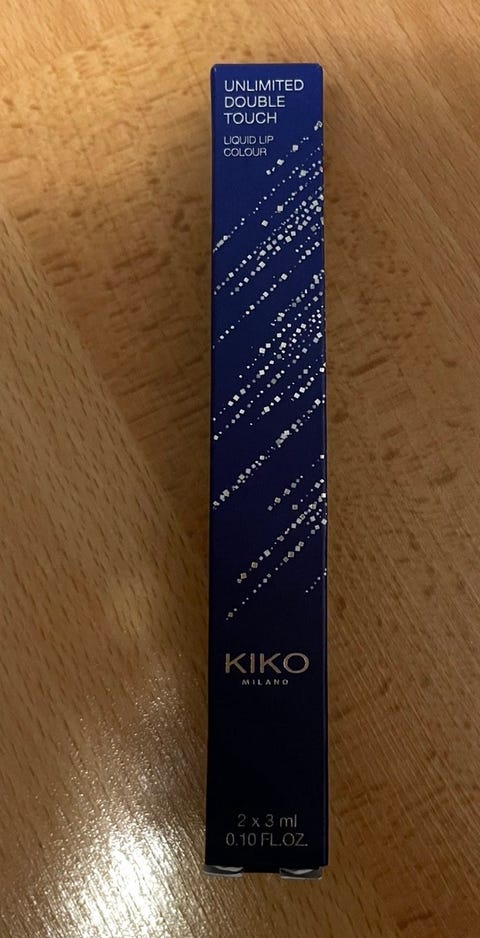 UNLIMITED
DOUBLE
TOUCH
LIQUID LIP
COLOUR
KIKO
MILANO
2 x 3 ml
0.10 FL.OZ.